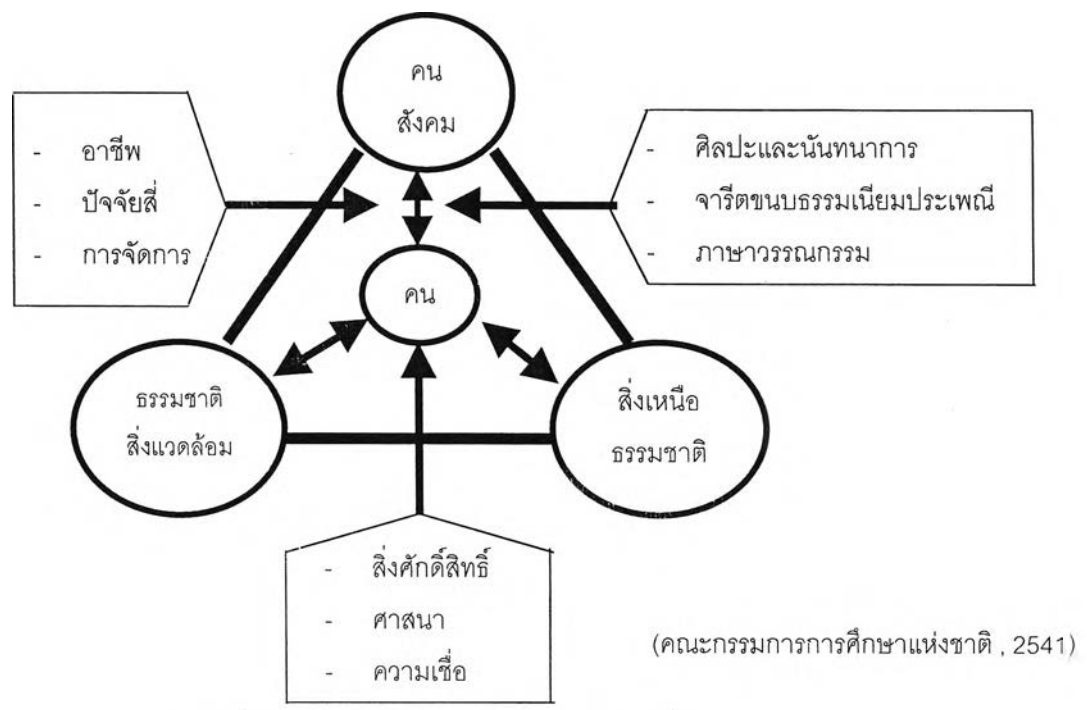 คน
สังคม
- อาชีพ
- ปัจจัยสี่
- การจัดการ
- ศิลปะและนันทนาการ
- จารีตขนบธรรมเนียมประเพณี
- ภาษาวรรณกรรม
คน
ธรรมชาติ
สิ่งแวดล้อม
สิ่งเหนือ
ธรรมชาติ
- สิ่งศักดิ์สิทธิ์
- ศาสนา
- ความเชื่อ
(คณะกรรมการการศึกษาแห่งชาติ , 2541)